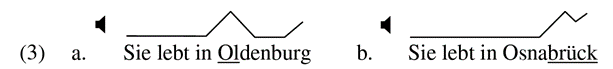 (3) a. Sie lebt in Oldenburg b. Sie lebt in Osnabrück